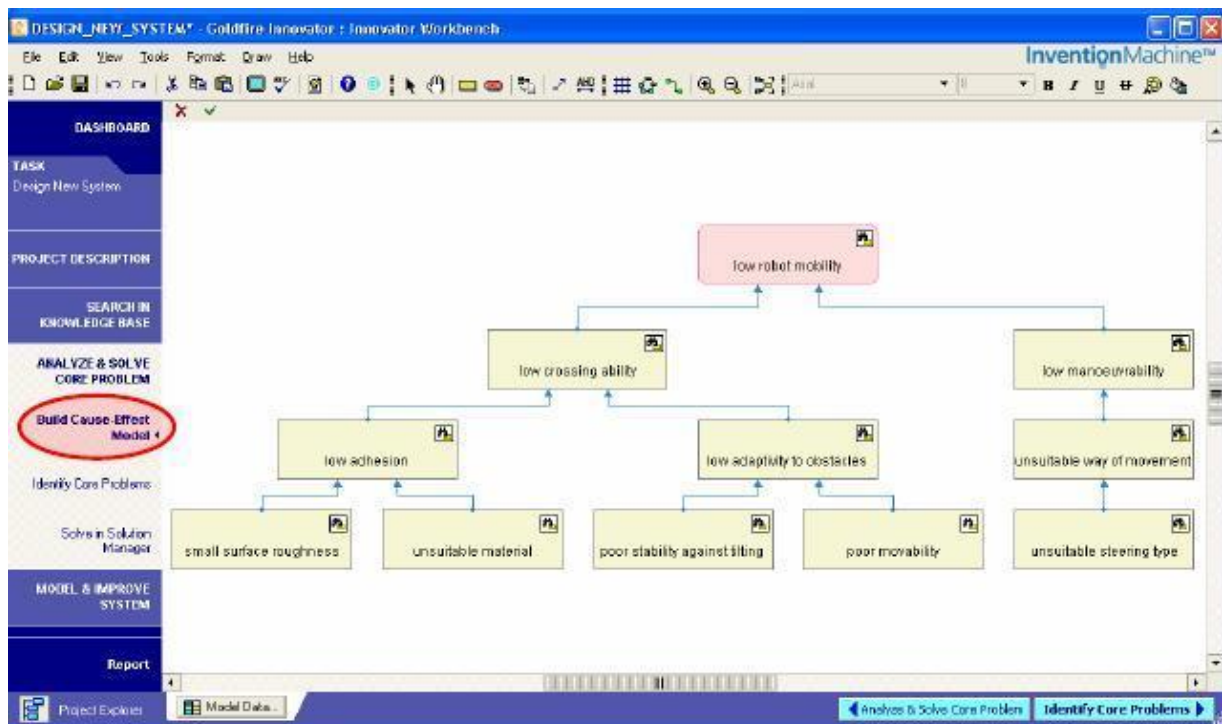 DESIGN_NEW_SYSTEM* - Goldfire Innovator : Innovator Workbench
File Edit View Tools Format Draw Help
InventionMachine™
B I U
DASHBOARD
TASK
Design New System
PROJECT DESCRIPTION
SEARCH IN
KNOWLEDGE BASE
ANALYZE & SOLVE
CORE PROBLEM
Build Cause-Effect
Model
Identify Core Problems
Solve in Solution
Manager
MODEL & IMPROVE
SYSTEM
Report
low robot mobility
low crossing ability
low manoeuvrability
low adhesion
low adaptivity to obstacles
unsuitable way of movement
small surface roughness
unsuitable material
poor stability against tilting
poor movability
unsuitable steering type
Project Explorer
Model Data...
Analyze & Solve Core Problem
Identify Core Problems